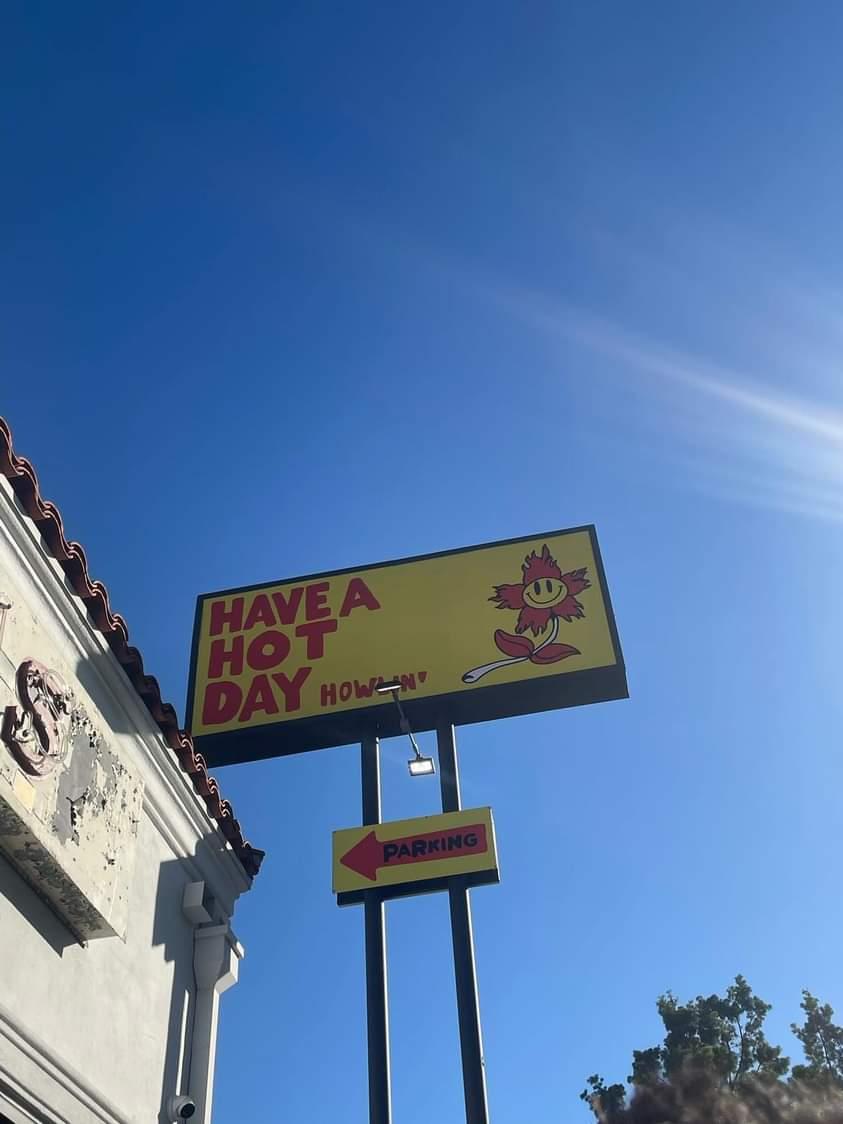 HAVE A
HOT
DAY HOWLIN'
PARKING
S